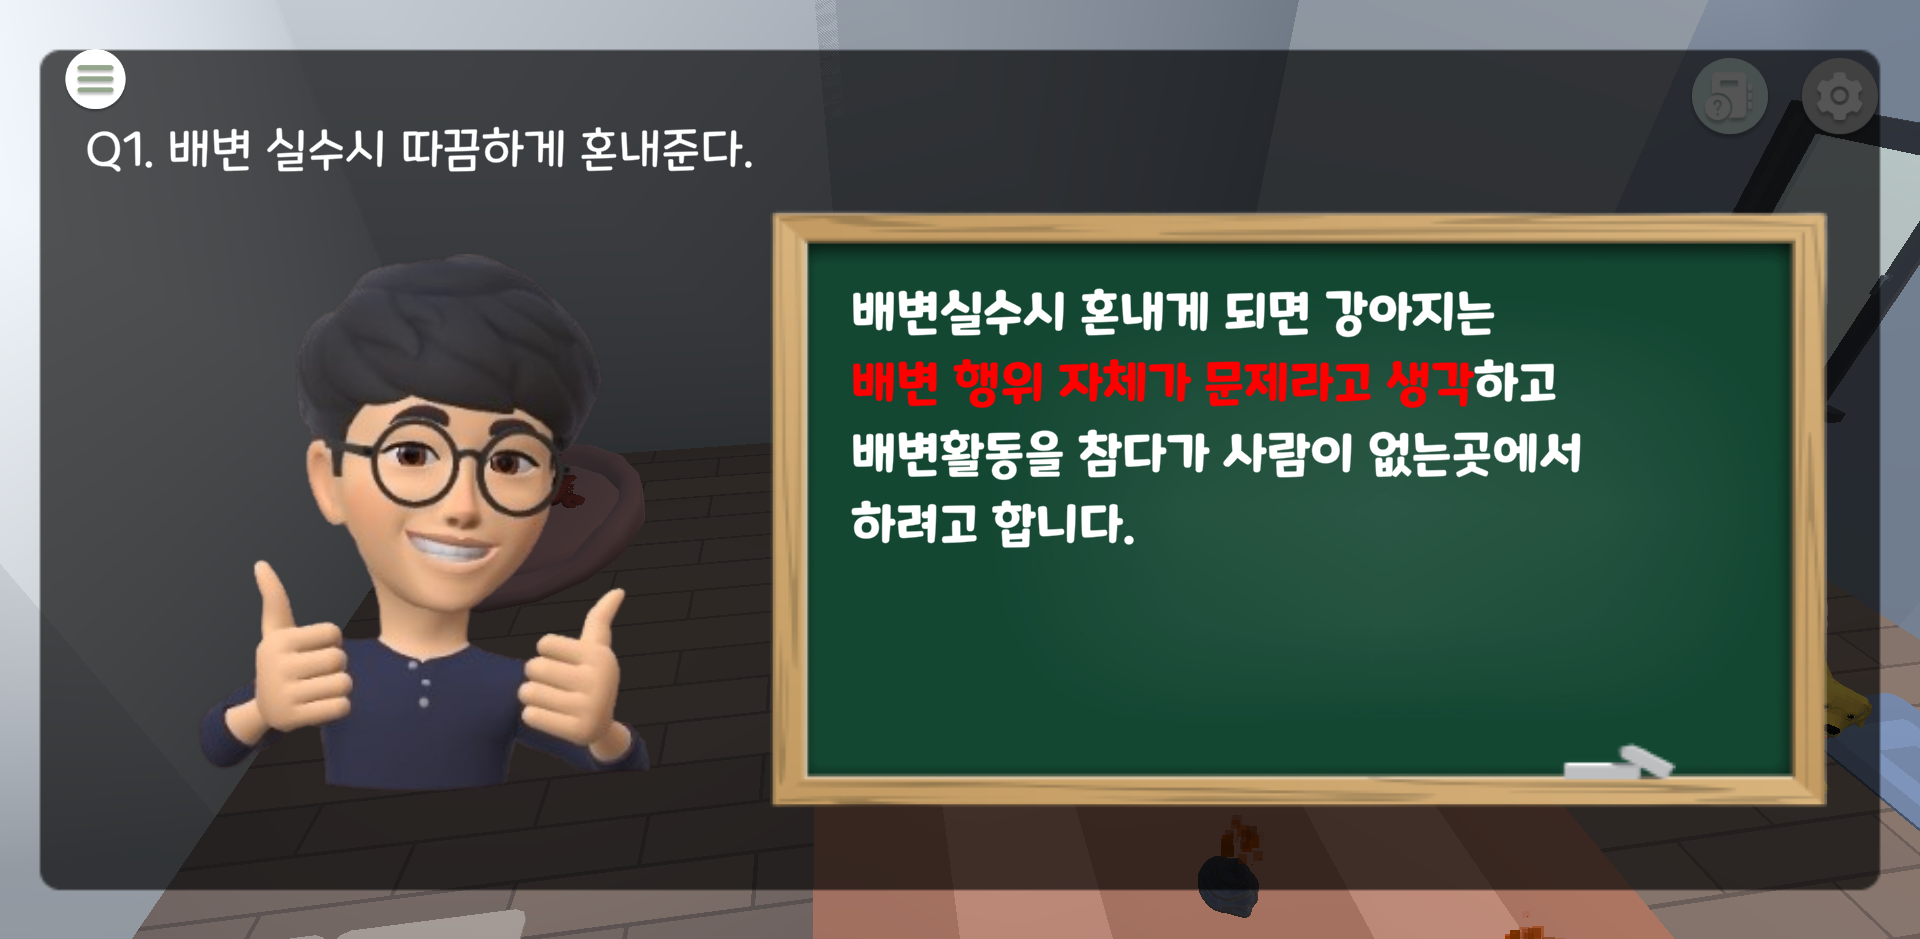 Q1. 배변 실수시 따끔하게 혼내준다.
배변실수시 혼내게 되면 강아지는
배변 행위 자체가 문제라고 생각하고
배변활동을 참다가 사람이 없는곳에서
하려고 합니다.